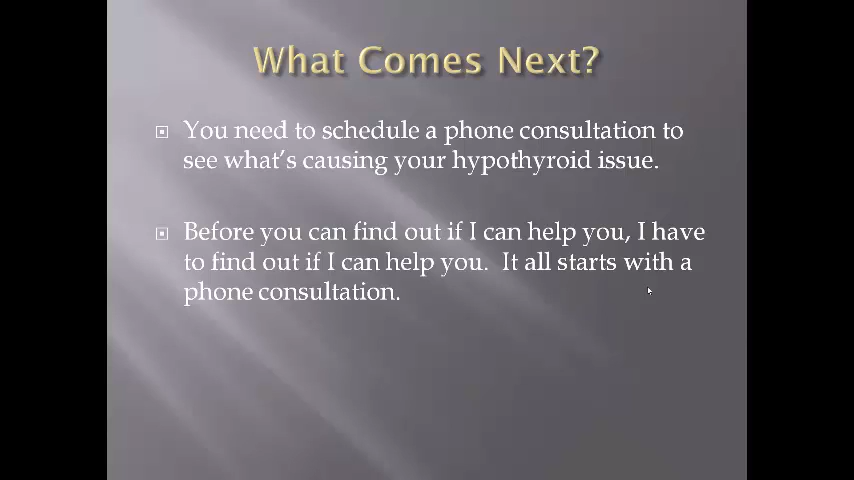 What Comes Next?
You need to schedule a phone consultation to
see what's causing your hypothyroid issue.
Before you can find out if I can help you, I have
to find out if I can help you.  It all starts with a
phone consultation.